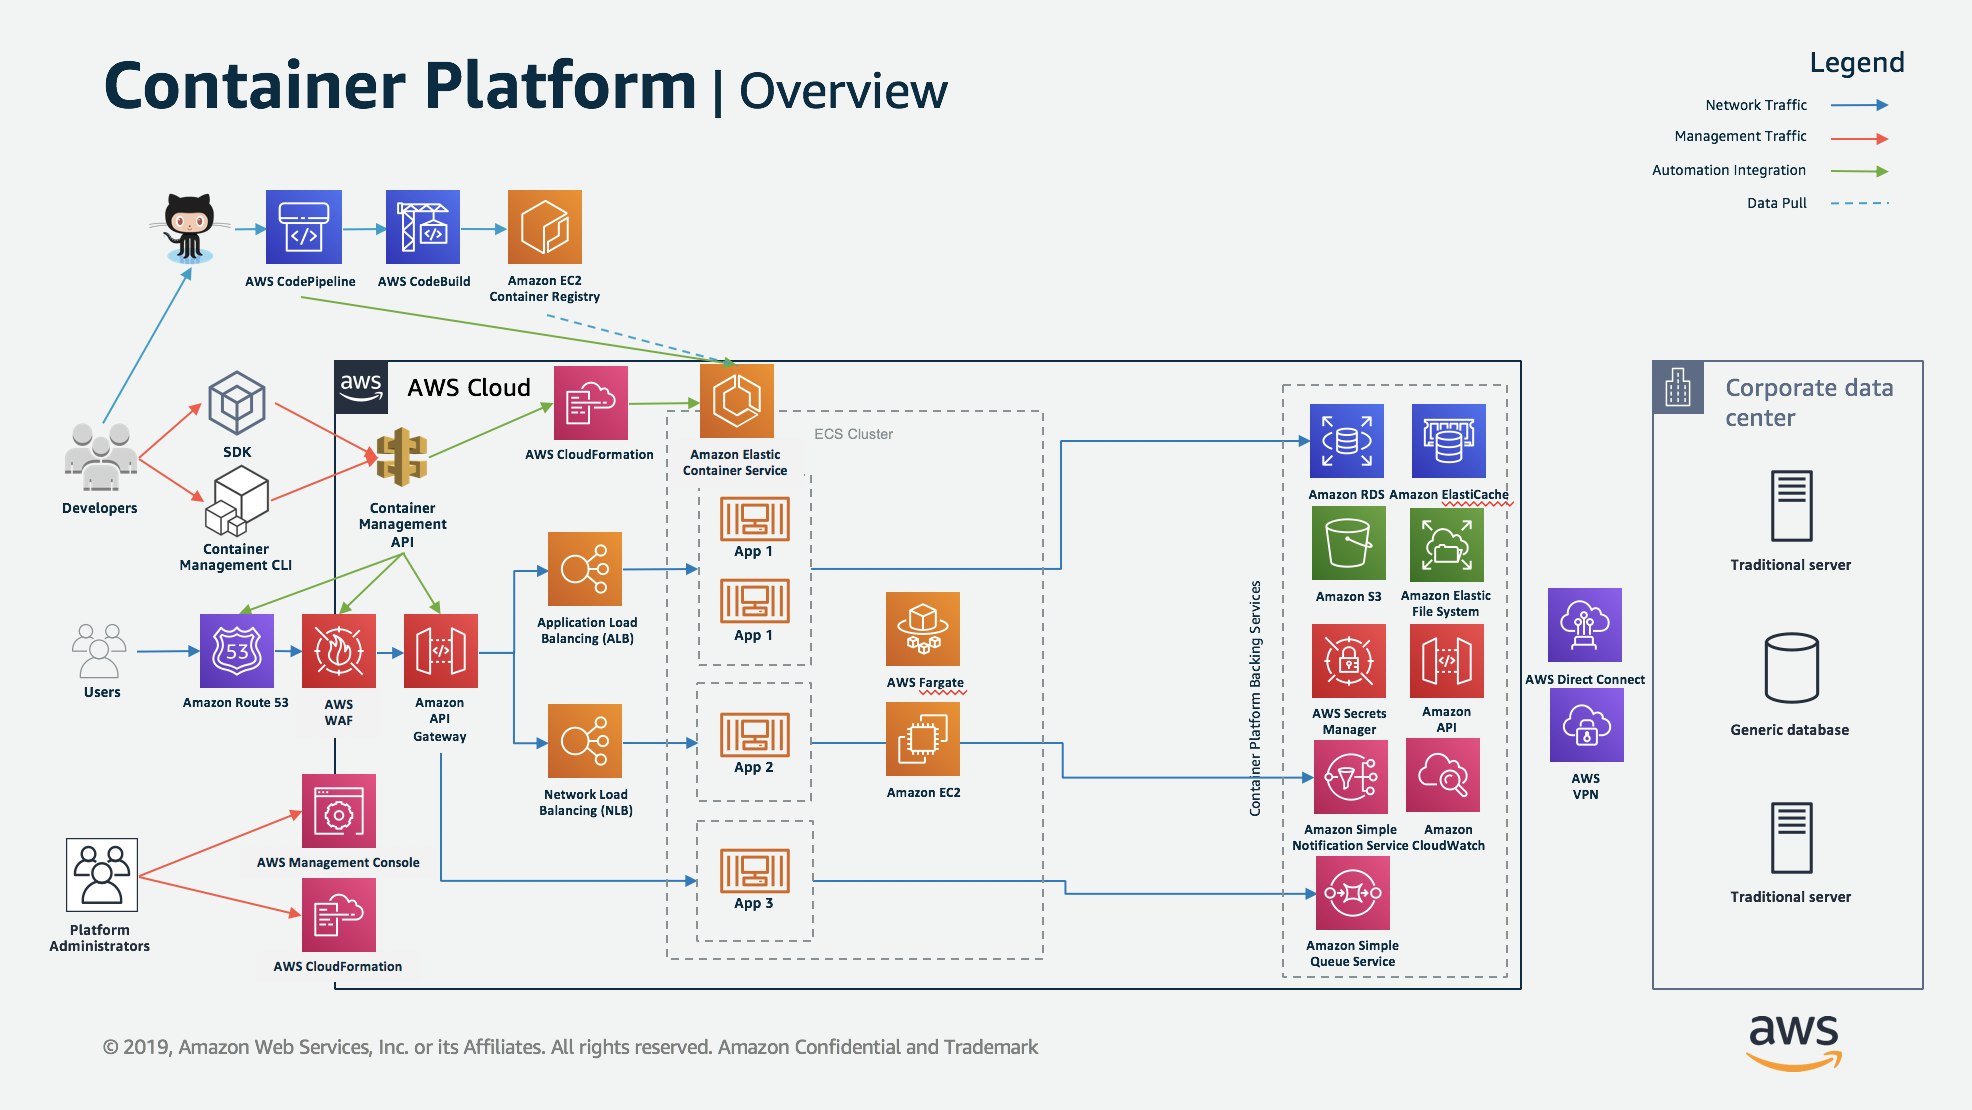 Container Platform | Overview
Legend
Network Traffic
Management Traffic
Automation Integration
Data Pull
AWS CodePipeline
AWS CodeBuild
Amazon EC2
Container Registry
aws
AWS Cloud
SDK
Developers
Container
Management CLI
Container
Management
API
AWS CloudFormation
Amazon Elastic
Container Service
ECS Cluster
App 1
App 1
App 2
App 3
Application Load
Balancing (ALB)
Network Load
Balancing (NLB)
AWS Fargate
Amazon EC2
Users
53
Amazon Route 53
AWS
WAF
Amazon
API
Gateway
AWS Management Console
AWS CloudFormation
Platform
Administrators
Container Platform Backing Services
Amazon RDS
Amazon ElastiCache
Amazon S3
Amazon Elastic
File System
AWS Secrets
Manager
Amazon
API
Amazon Simple
Notification Service
Amazon
CloudWatch
Amazon Simple
Queue Service
AWS Direct Connect
AWS
VPN
Corporate data
center
Traditional server
Generic database
Traditional server
© 2019, Amazon Web Services, Inc. or its Affiliates. All rights reserved. Amazon Confidential and Trademark
aws